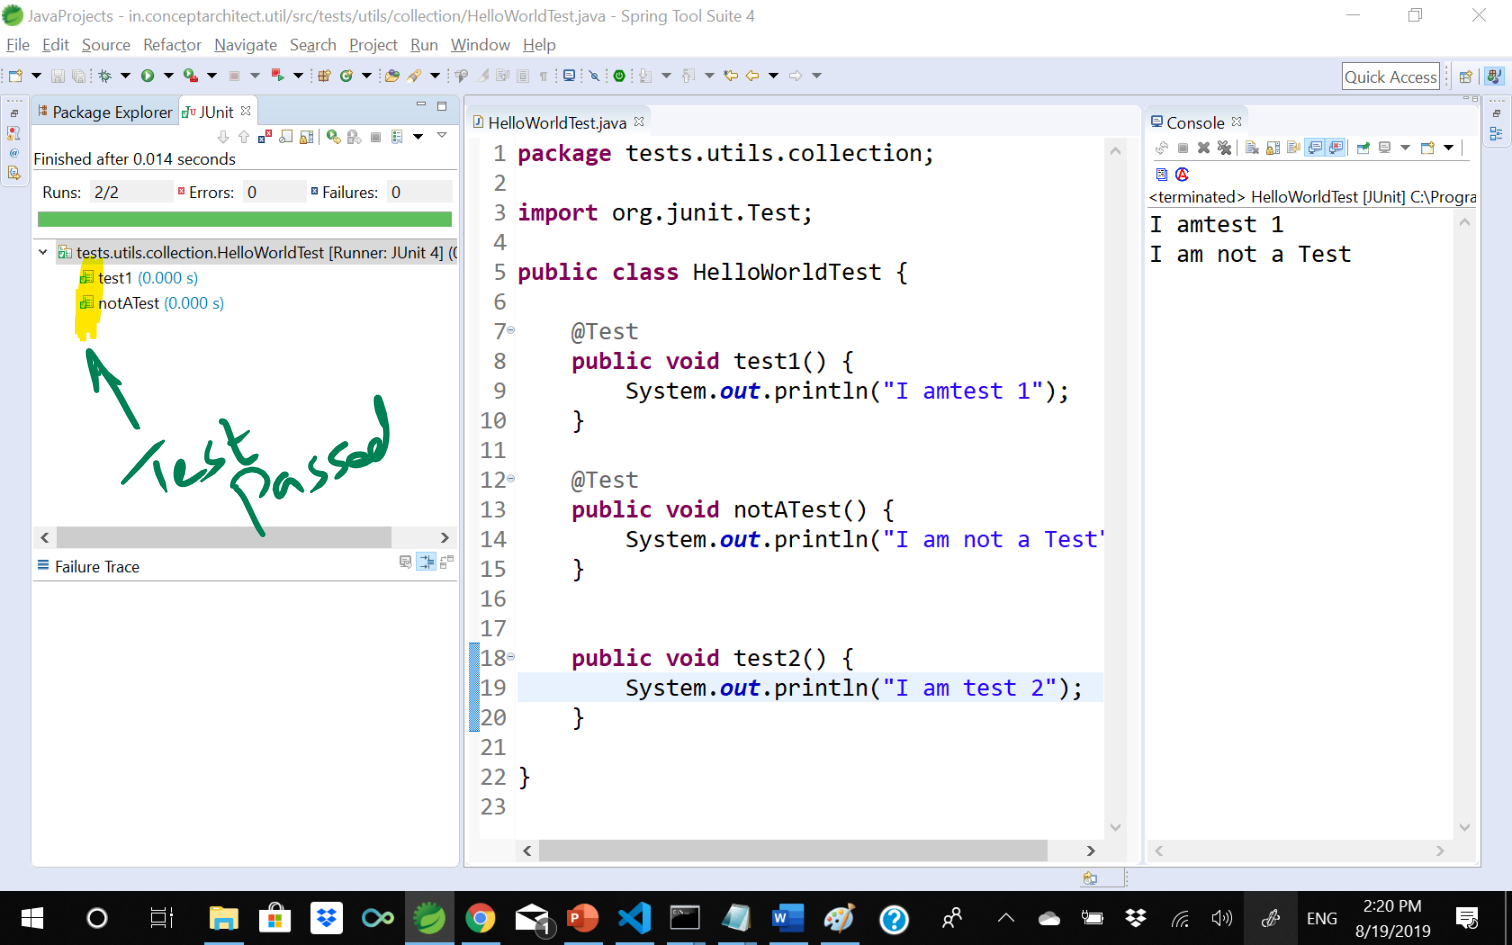 JavaProjects - in.conceptarchitect.util/src/tests/utils/collection/HelloWorldTest.java - Spring Tool Suite 4
File Edit Source Refactor Navigate Search Project Run Window Help
Quick Access
Package Explorer JUnit
Finished after 0.014 seconds
Runs: 2/2 Errors: 0 Failures: 0
tests.utils.collection.HelloWorldTest [Runner: JUnit 4] (0
test1 (0.000 s)
notATest (0.000 s)
Test
passed
Failure Trace
HelloWorldTest.java
1 package tests.utils.collection;
2
3 import org.junit.Test;
4
5 public class HelloWorldTest {
6
7 @Test
8 public void test1() {
9 System.out.println("I amtest 1");
10 }
11
12 @Test
13 public void notATest() {
14 System.out.println("I am not a Test"
15 }
16
17
18 public void test2() {
19 System.out.println("I am test 2");
20 }
21
22 }
23
Console
<terminated> HelloWorldTest [JUnit] C:\Progra
I amtest 1
I am not a Test
ENG
2:20 PM
8/19/2019